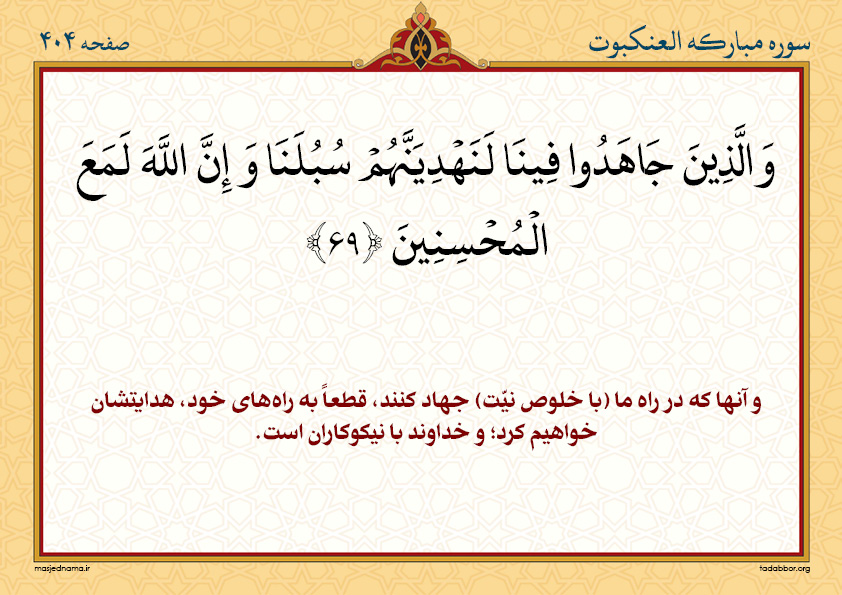 سوره مبارکه العنکبوت
صفحه ۴۰۴
وَ الَّذِينَ جَاهَدُوا فِينَا لَنَهْدِيَنَّهُمْ سُبُلَنَا وَ إِنَّ اللَّهَ لَمَعَ
الْمُحْسِنِينَ ﴿۶۹﴾
و آنها که در راه ما (با خلوص نیّت) جهاد کنند، قطعاً به راه‌های خود، هدایتشان
خواهیم کرد؛ و خداوند با نیکوکاران است.
masjednama.ir
tadabbor.org